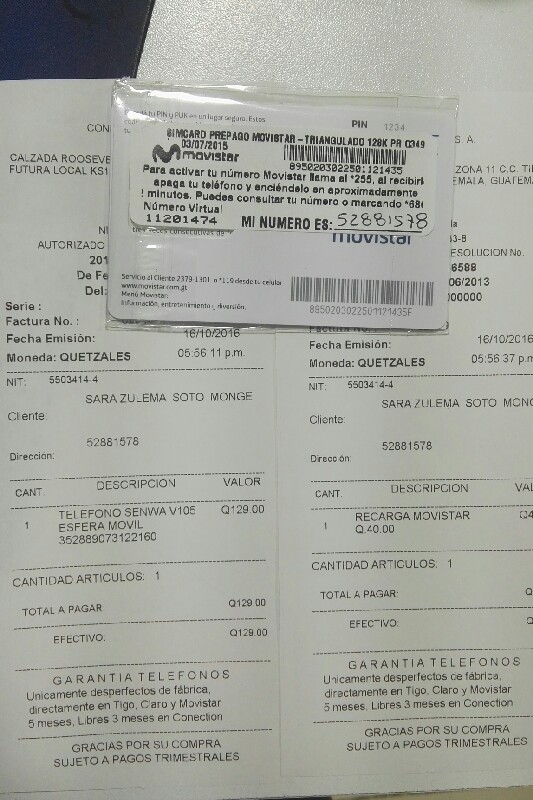 tu PIN y PUK en un lugar seguro. Estos
PIN 1234
SIMCARD PREPAGO MOVISTAR - TRIANGULADO 128K PR Q349
03/07/2015
movistar
8950203022501121435
Para activar tu número Movistar llama al *255, al recibir
apaga tu teléfono y enciéndelo en aproximadamente
minutos. Puedes consultar tu número o marcando *68
Número Virtual
11201474
MI NUMERO ES: 52881578
tres veces consecutivas de
movistar
Servicio al Cliente 2379-1301 o *110 desde tu celular
www.movistar.com.gt
Menú Movistar:
Información, entretenimiento y diversión.
8950203022501121435F
CON
CALZADA ROOSEVE
FUTURA LOCAL KS1
NI
AUTORIZADO
201
De Fe
Del:
Serie :
Factura No. :
Fecha Emisión : 16/10/2016
Moneda: QUETZALES 05:56 11 p.m.
NIT: 5503414-4
SARA ZULEMA SOTO MONGE
Cliente:
52881578
Dirección:
CANT. DESCRIPCION VALOR
1 TELEFONO SENWA V105 Q129.00
ESFERA MOVIL
352889073122160
CANTIDAD ARTICULOS: 1
TOTAL A PAGAR Q129.00
EFECTIVO: Q129.00
GARANTIA TELEFONOS
Unicamente desperfectos de fábrica,
directamente en Tigo, Claro y Movistar
5 meses, Libres 3 meses en Conection
GRACIAS POR SU COMPRA
SUJETO A PAGOS TRIMESTRALES
S. A.
ZONA 11 C.C. TI
EMALA, GUATEM
3-B
RESOLUCION No.
6588
06/2013
00000
Factura No. :
Fecha Emisión : 16/10/2016
Moneda: QUETZALES 05:56 37 p.m
NIT: 5503414-4
SARA ZULEMA SOTO MONG
Cliente:
52881578
Dirección:
CANT. DESCRIPCION VAL
1 RECARGA MOVISTAR Q4
Q.40.00
CANTIDAD ARTICULOS: 1
TOTAL A PAGAR: Q
EFECTIVO: Q
GARANTIA TELEFONOS
Unicamente desperfectos de fábrica,
directamente en Tigo, Claro y Movistar
5 meses, Libres 3 meses en Conection
GRACIAS POR SU COMPRA
SUJETO A PAGOS TRIMESTRALES